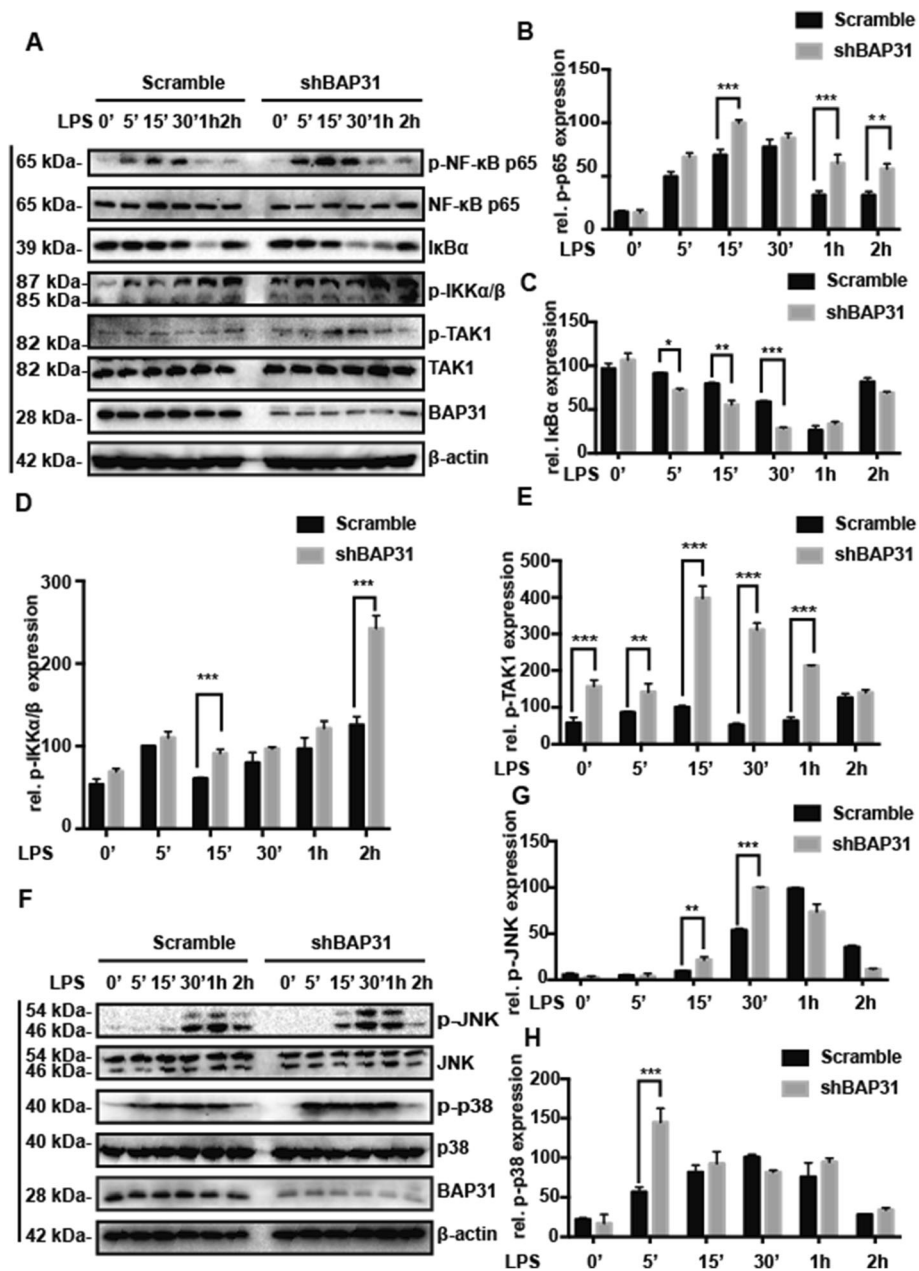 A
Scramble shBAP31
LPS 0' 5' 15' 30' 1h 2h 0' 5' 15' 30' 1h 2h
65 kDa- p-NF-κB p65
65 kDa- NF-κB p65
39 kDa- IκBα
87 kDa-
85 kDa- p-IKKα/β
82 kDa- p-TAK1
82 kDa- TAK1
28 kDa- BAP31
42 kDa- β-actin
B
Scramble
shBAP31
rel. p-p65 expression
150
100
50
0
*** *** **
LPS 0' 5' 15' 30' 1h 2h
C
Scramble
shBAP31
rel. IκBα expression
150
100
50
0
* ** ***
LPS 0' 5' 15' 30' 1h 2h
D
Scramble
shBAP31
rel. p-IKKα/β expression
300
200
100
0
*** ***
LPS 0' 5' 15' 30' 1h 2h
E
Scramble
shBAP31
rel. p-TAK1 expression
500
400
300
200
100
0
*** ** *** *** ***
LPS 0' 5' 15' 30' 1h 2h
F
Scramble shBAP31
LPS 0' 5' 15' 30' 1h 2h 0' 5' 15' 30' 1h 2h
54 kDa-
46 kDa- p-JNK
54 kDa-
46 kDa- JNK
40 kDa- p-p38
40 kDa- p38
28 kDa- BAP31
42 kDa- β-actin
G
Scramble
shBAP31
rel. p-JNK expression
150
100
50
0
** ***
LPS 0' 5' 15' 30' 1h 2h
H
Scramble
shBAP31
rel. p-p38 expression
200
150
100
50
0
***
LPS 0' 5' 15' 30' 1h 2h